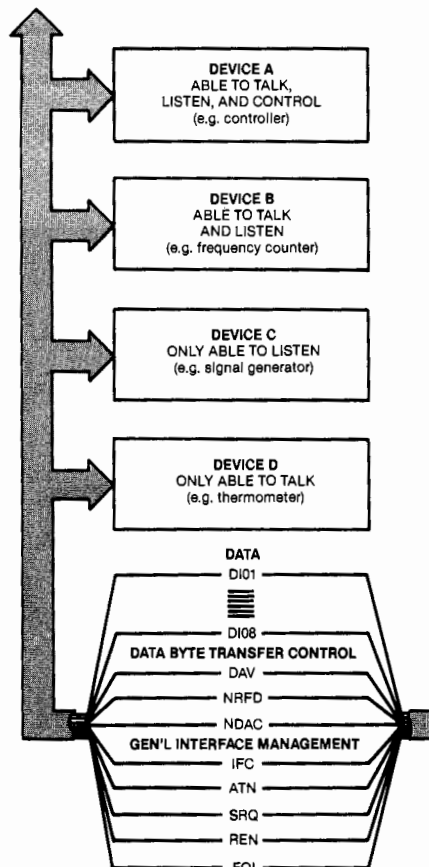 DEVICE A
ABLE TO TALK,
LISTEN, AND CONTROL
(e.g. controller)
DEVICE B
ABLE TO TALK
AND LISTEN
(e.g. frequency counter)
DEVICE C
ONLY ABLE TO LISTEN
(e.g. signal generator)
DEVICE D
ONLY ABLE TO TALK
(e.g. thermometer)
DATA
DI01
DI08
DATA BYTE TRANSFER CONTROL
DAV
NRFD
NDAC
GEN'L INTERFACE MANAGEMENT
IFC
ATN
SRQ
REN